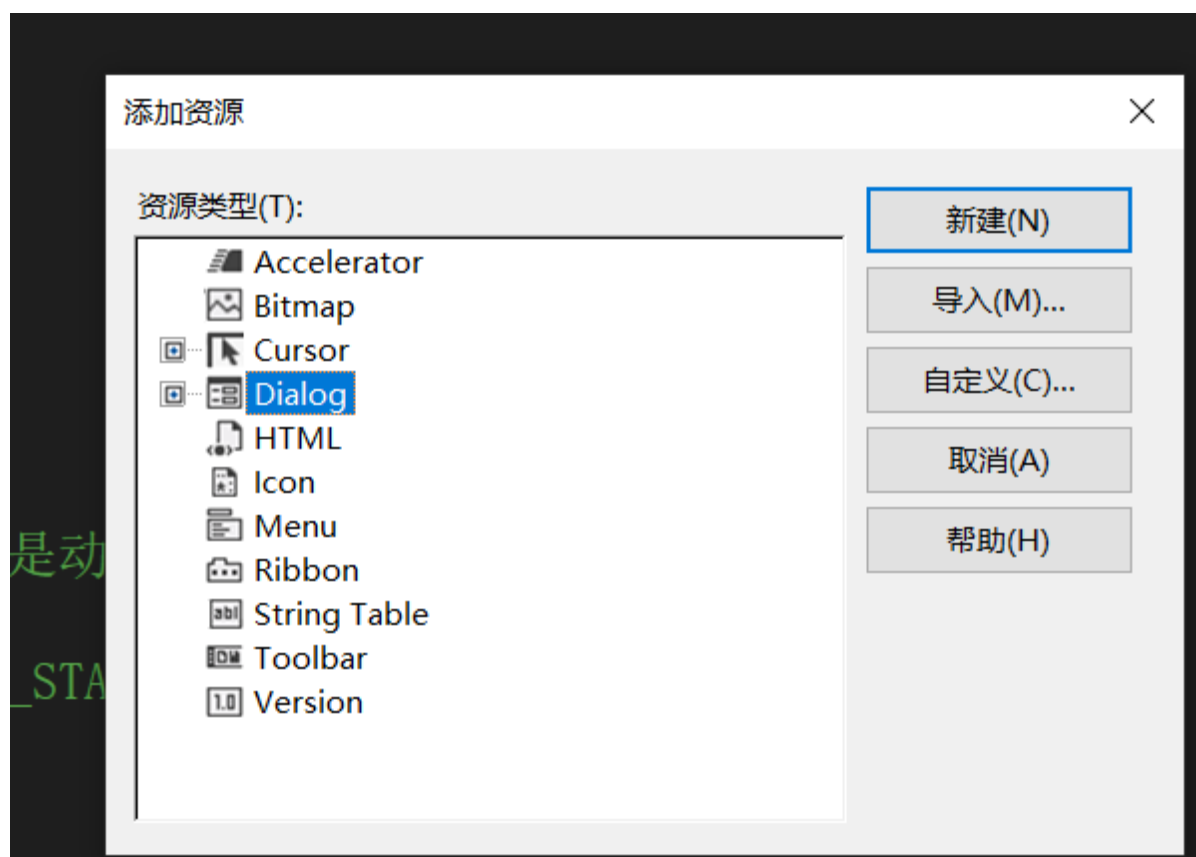 添加资源
资源类型(T):
Accelerator
Bitmap
Cursor
Dialog
HTML
Icon
Menu
Ribbon
String Table
Toolbar
Version
新建(N)
导入(M)...
自定义(C)...
取消(A)
帮助(H)
是动
_STA